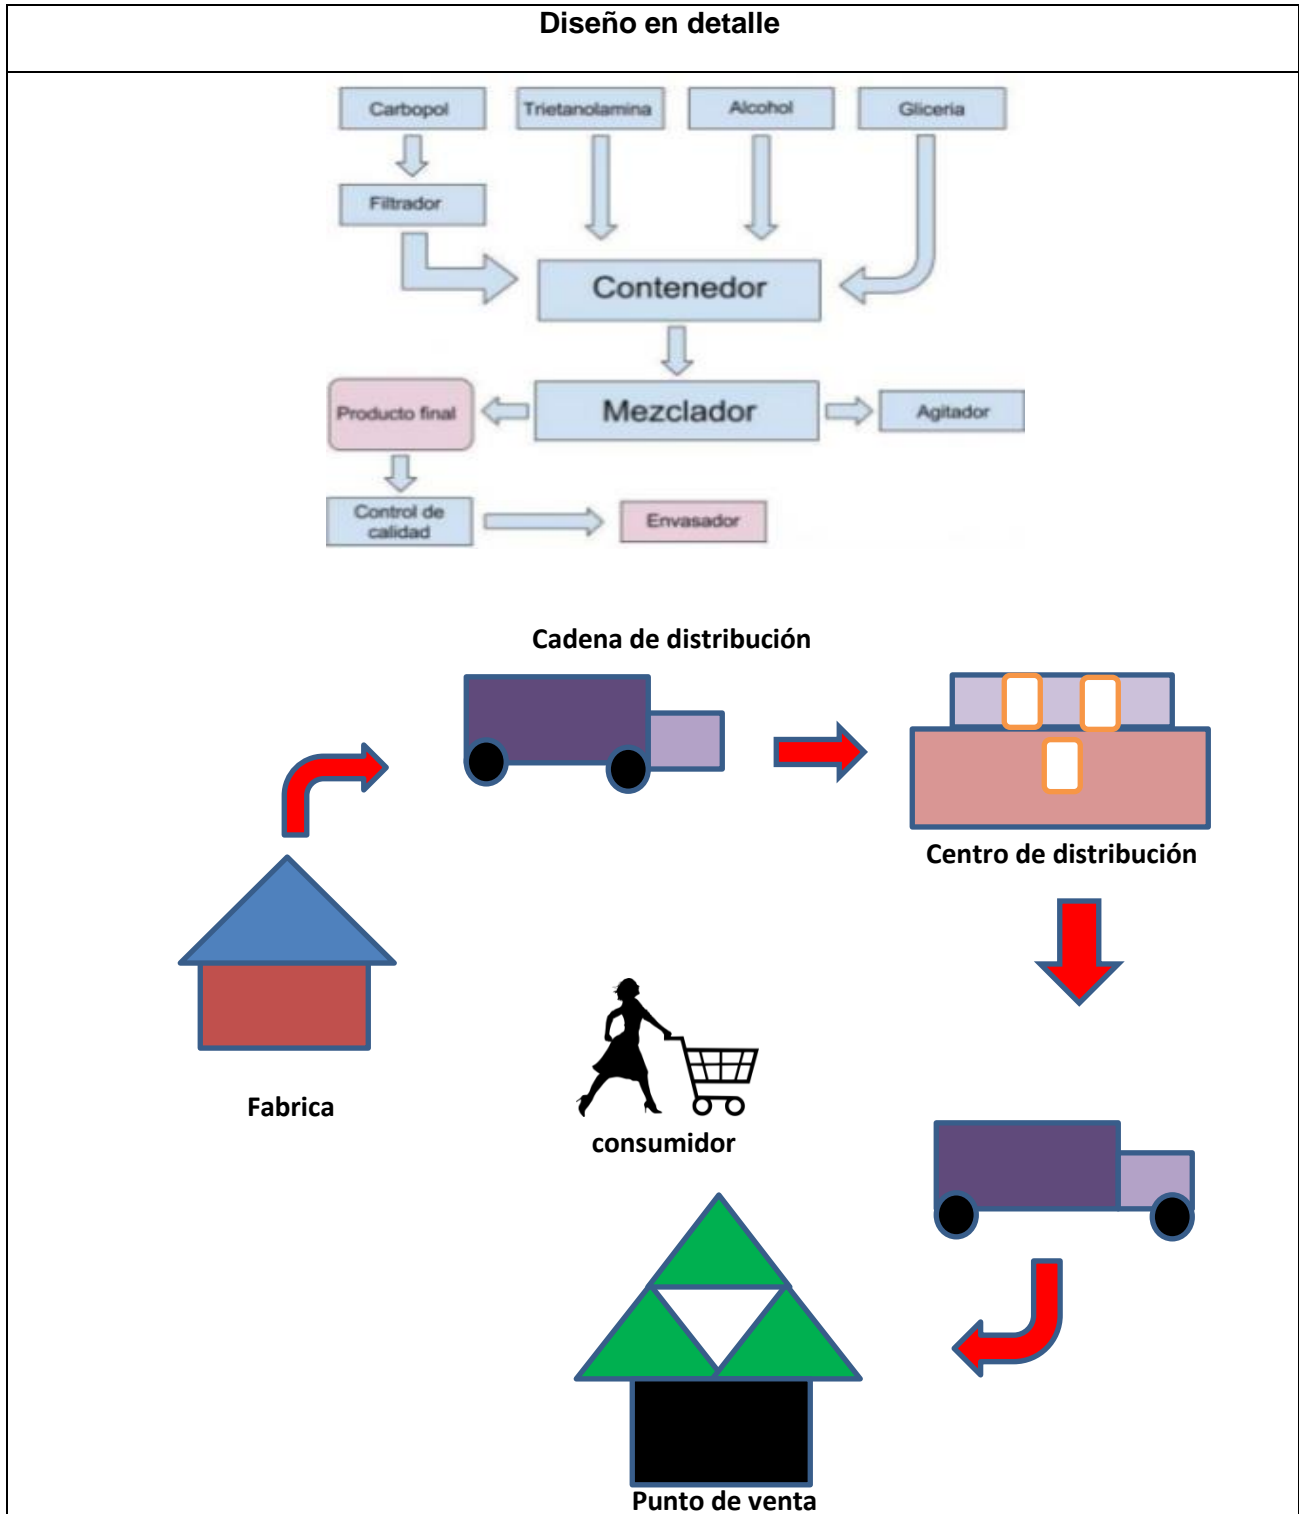 Diseño en detalle
Carbopol
Trietanolamina
Alcohol
Gliceria
Filtrador
Contenedor
Producto final
Mezclador
Agitador
Control de
calidad
Envasador
Cadena de distribución
Centro de distribución
Fabrica
consumidor
Punto de venta